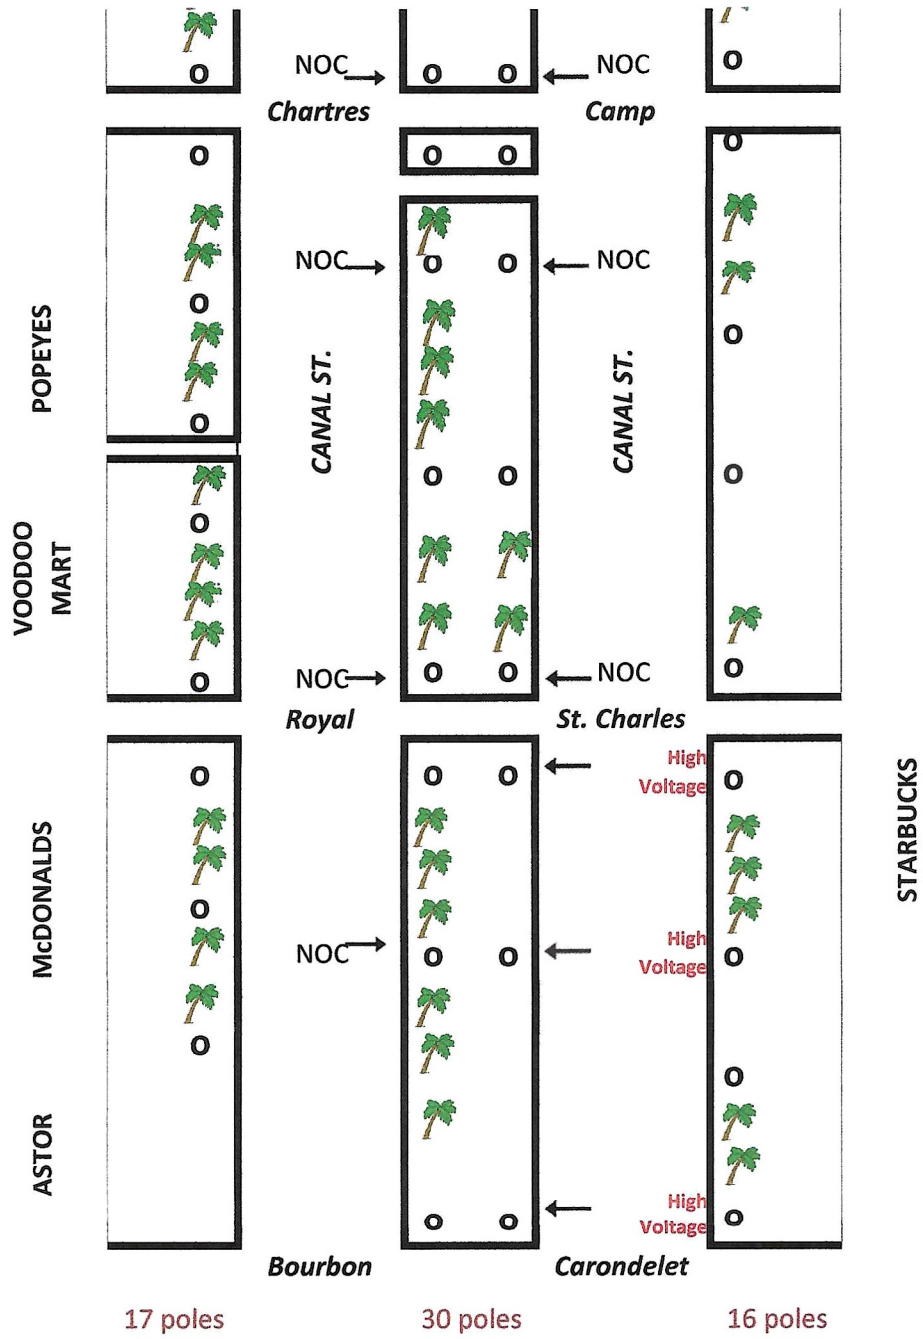 NOC NOC
Chartres Camp
NOC NOC
POPEYES
CANAL ST. CANAL ST.
VOODOO
MART
NOC NOC
Royal St. Charles
High
Voltage
McDONALDS
STARBUCKS
High
NOC Voltage
ASTOR
High
Voltage
Bourbon Carondelet
17 poles 30 poles 16 poles